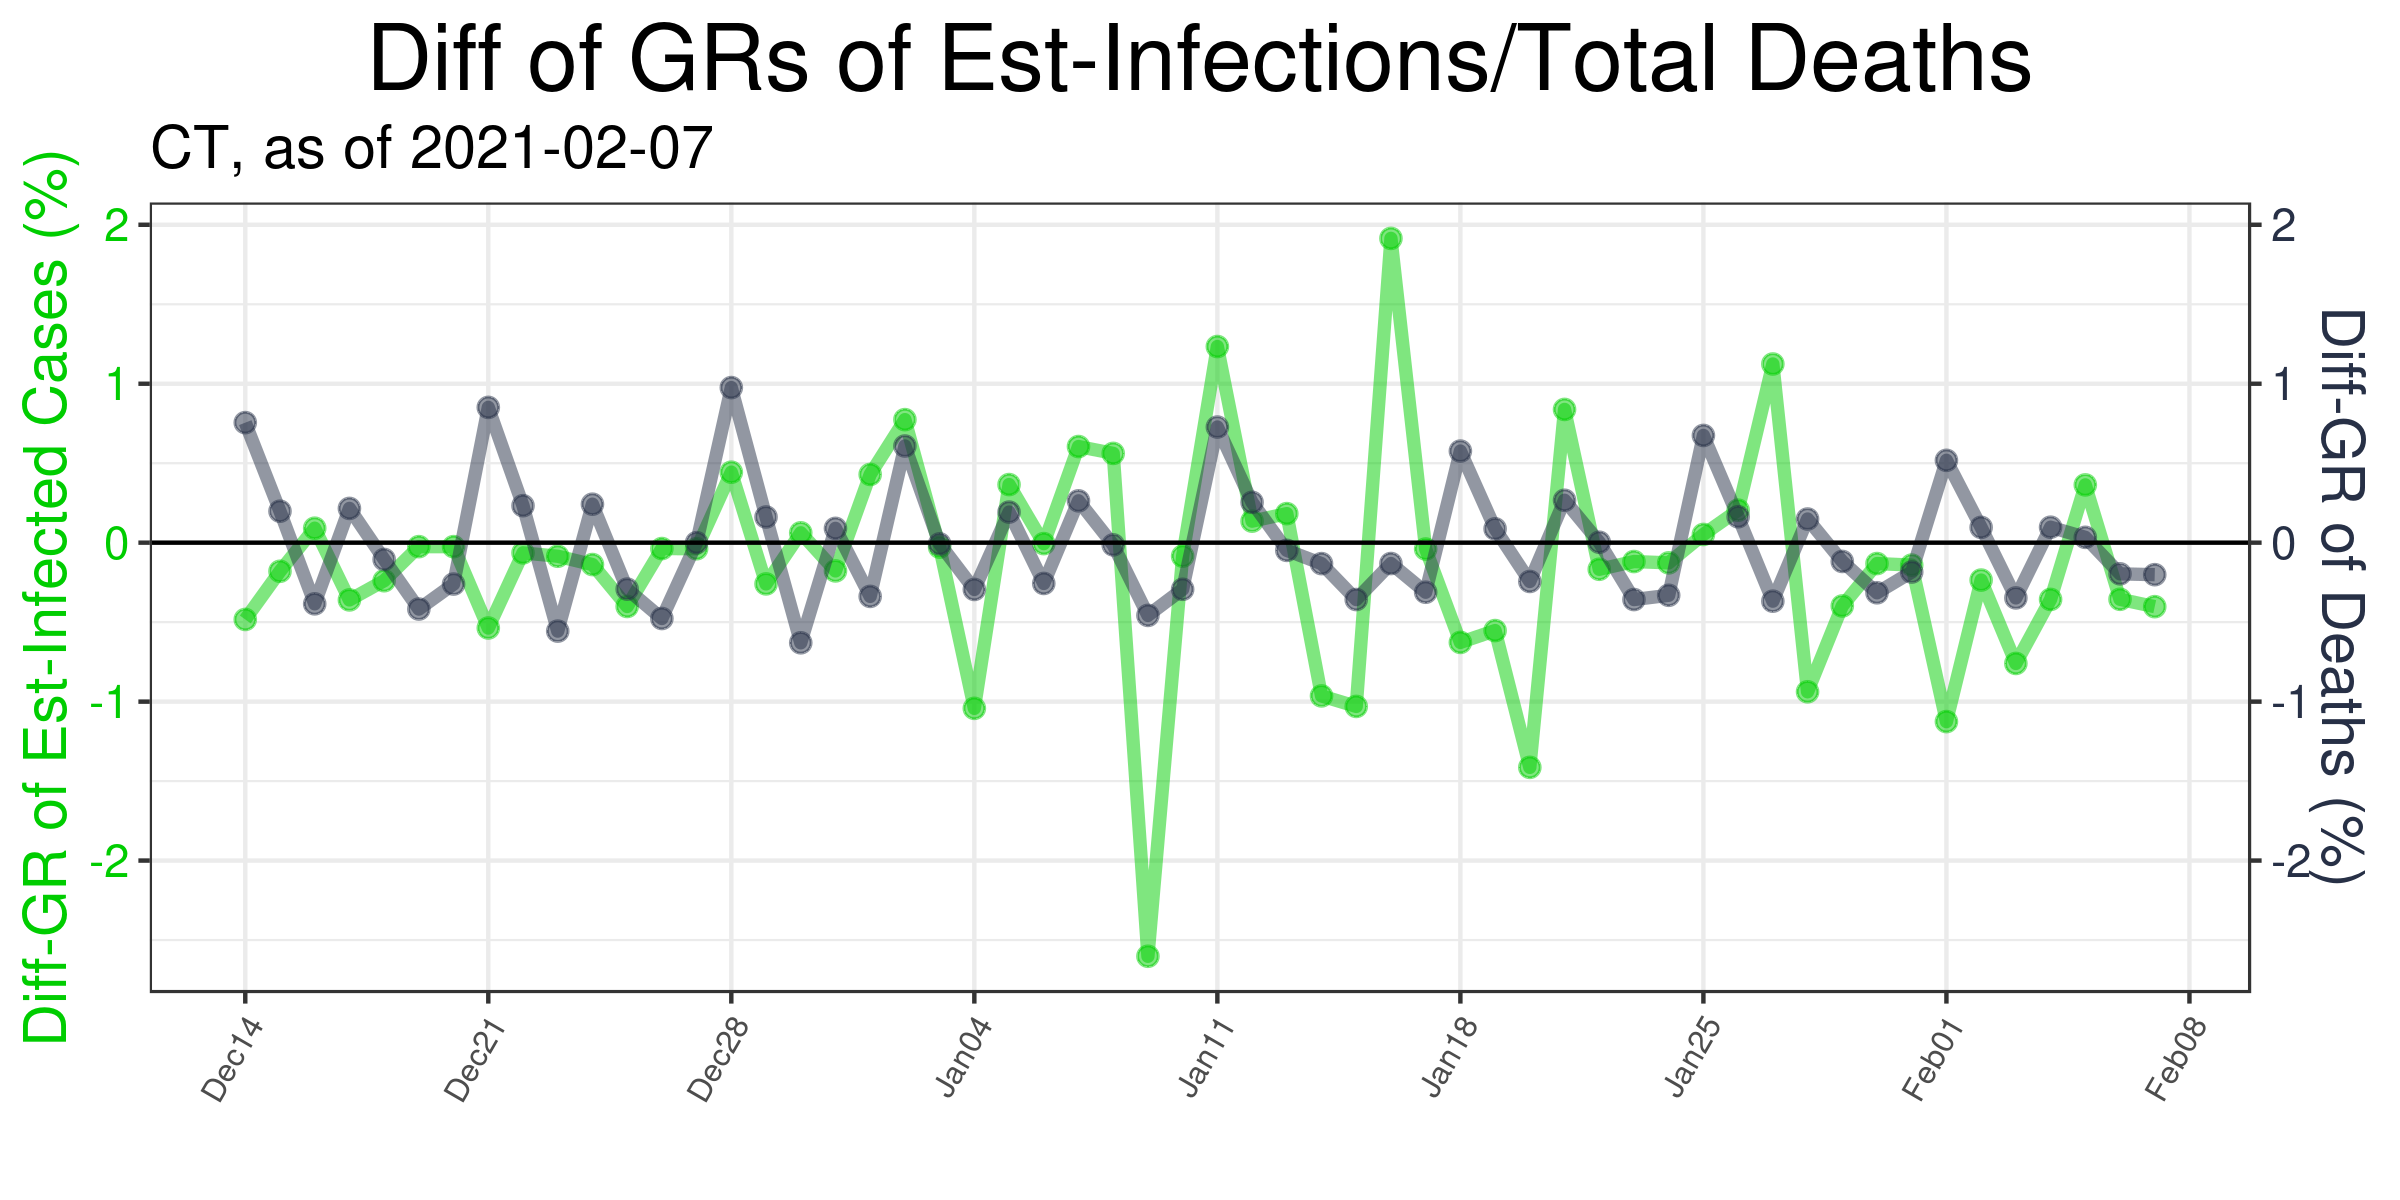 Diff of GRs of Est-Infections/Total Deaths
CT, as of 2021-02-07
Diff-GR of Est-Infected Cases (%)
2
1
0
-1
-2
2
1
0
-1
-2
Diff-GR of Deaths (%)
Dec14
Dec21
Dec28
Jan04
Jan11
Jan18
Jan25
Feb01
Feb08